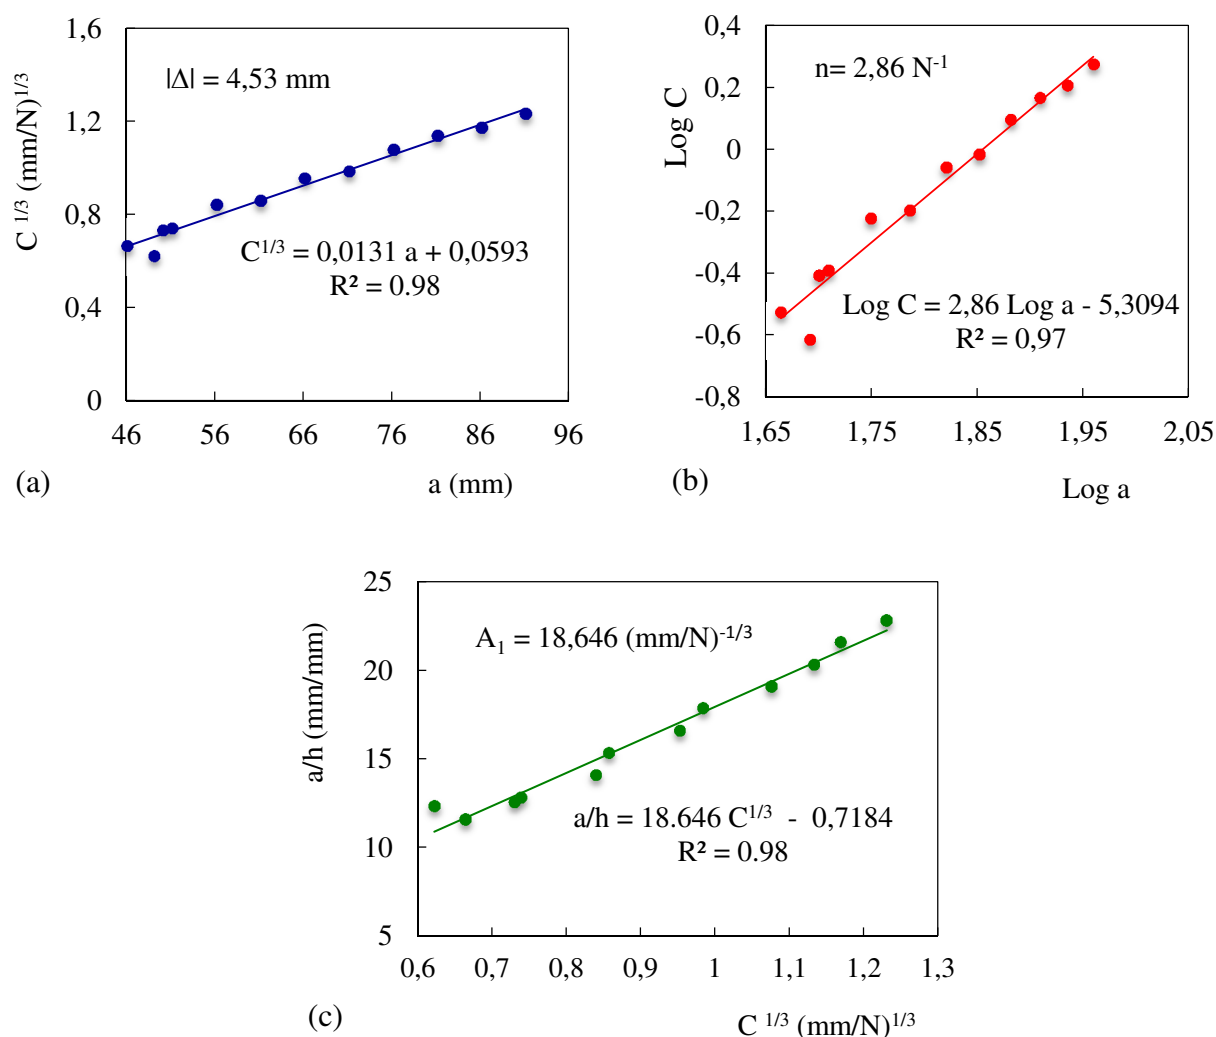 |Δ| = 4,53 mm
C 1/3 (mm/N)1/3
1,6
1,2
0,8
0,4
0
C1/3 = 0,0131 a + 0,0593
R² = 0.98
46 56 66 76 86 96
a (mm)
(a)
n= 2,86 N-1
Log C
0,4
0,2
0
-0,2
-0,4
-0,6
-0,8
Log C = 2,86 Log a - 5,3094
R² = 0,97
1,65 1,75 1,85 1,95 2,05
Log a
(b)
A1 = 18,646 (mm/N)-1/3
a/h (mm/mm)
25
20
15
10
5
a/h = 18.646 C1/3 - 0,7184
R² = 0.98
0,6 0,7 0,8 0,9 1 1,1 1,2 1,3
C 1/3 (mm/N)1/3
(c)